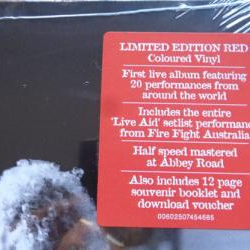 LIMITED EDITION RED
Coloured Vinyl
First live album featuring
20 performances from
around the world
Includes the entire
'Live Aid' setlist performan
from Fire Fight Australia
Half speed mastered
at Abbey Road
Also includes 12 page
souvenir booklet and
download voucher
00602507454685